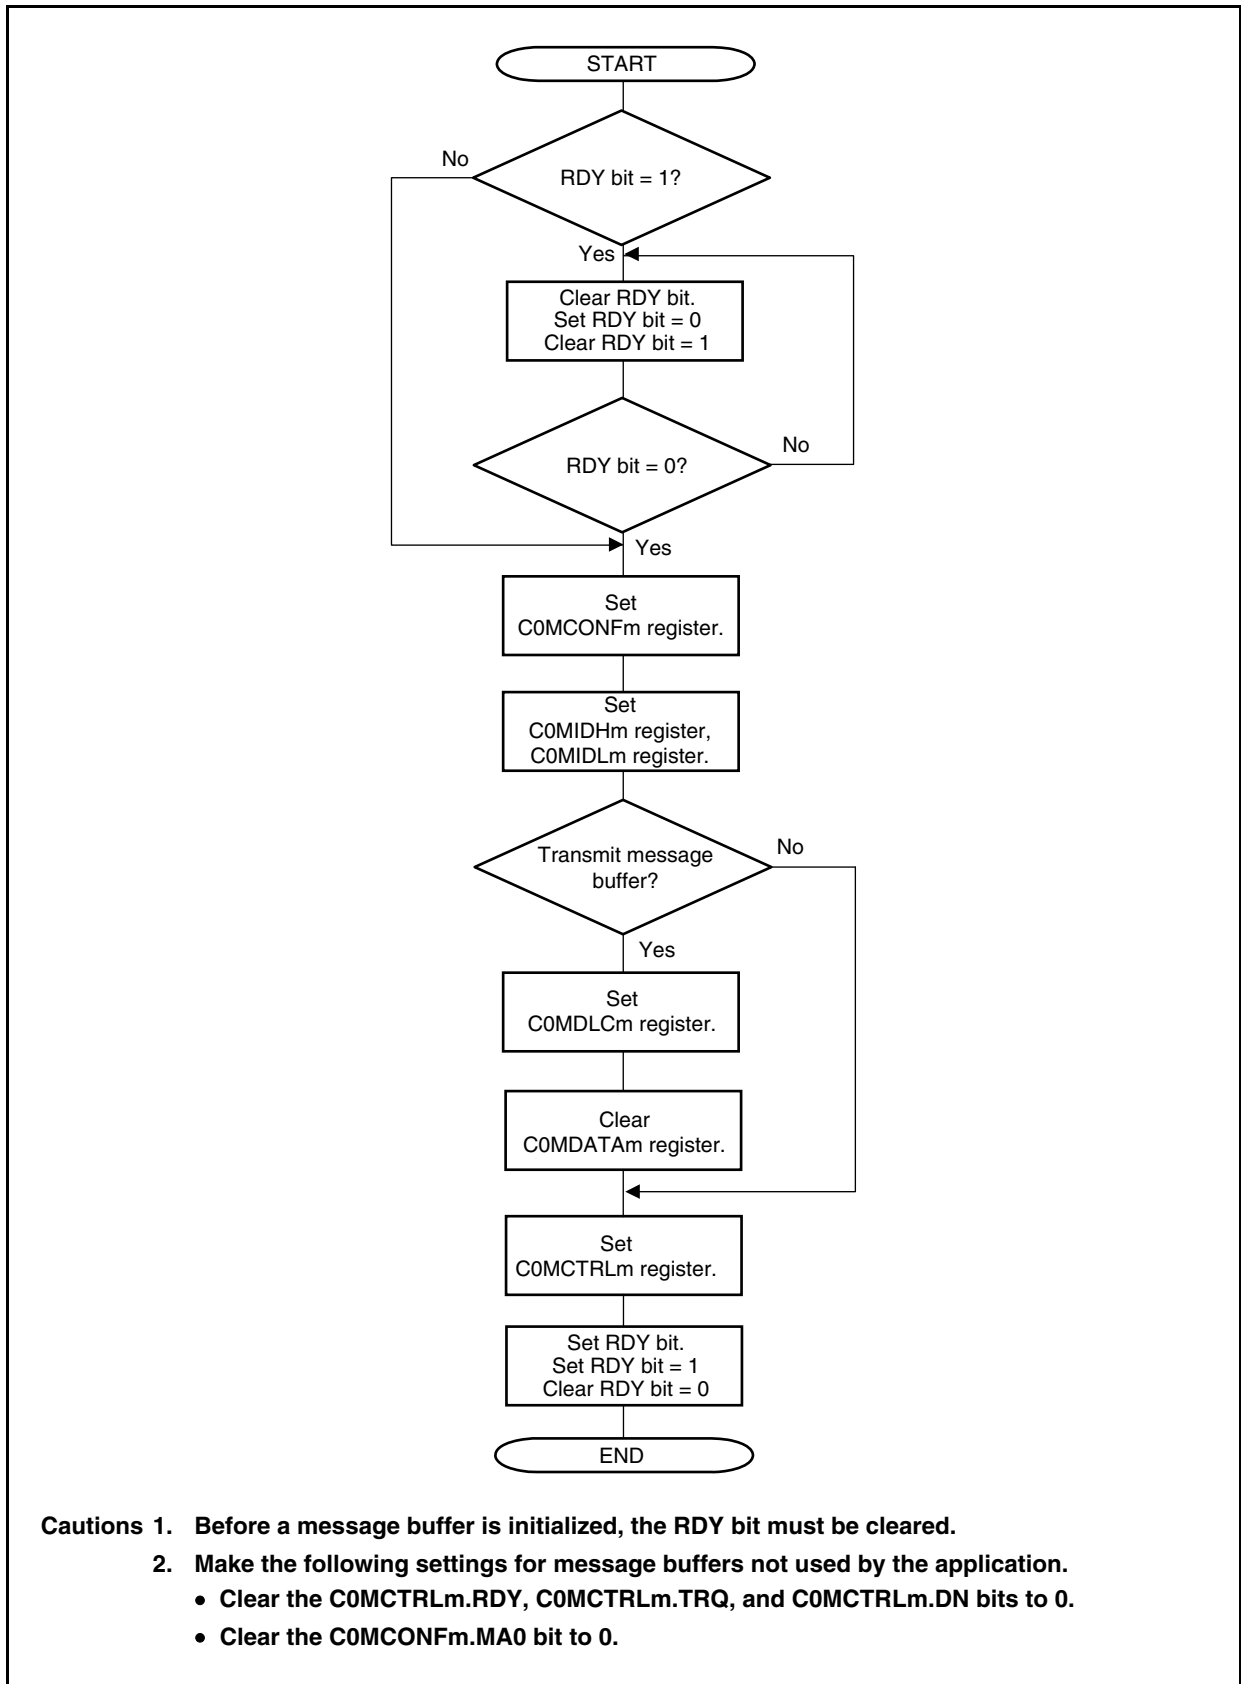 START
No
RDY bit = 1?
Yes
Clear RDY bit.
Set RDY bit = 0
Clear RDY bit = 1
No
RDY bit = 0?
Yes
Set
C0MCONFm register.
Set
C0MIDHm register,
C0MIDLm register.
No
Transmit message
buffer?
Yes
Set
C0MDLCm register.
Clear
C0MDATAm register.
Set
C0MCTRLm register.
Set RDY bit.
Set RDY bit = 1
Clear RDY bit = 0
END
Cautions 1. Before a message buffer is initialized, the RDY bit must be cleared.
2. Make the following settings for message buffers not used by the application.
• Clear the C0MCTRLm.RDY, C0MCTRLm.TRQ, and C0MCTRLm.DN bits to 0.
• Clear the C0MCONFm.MA0 bit to 0.